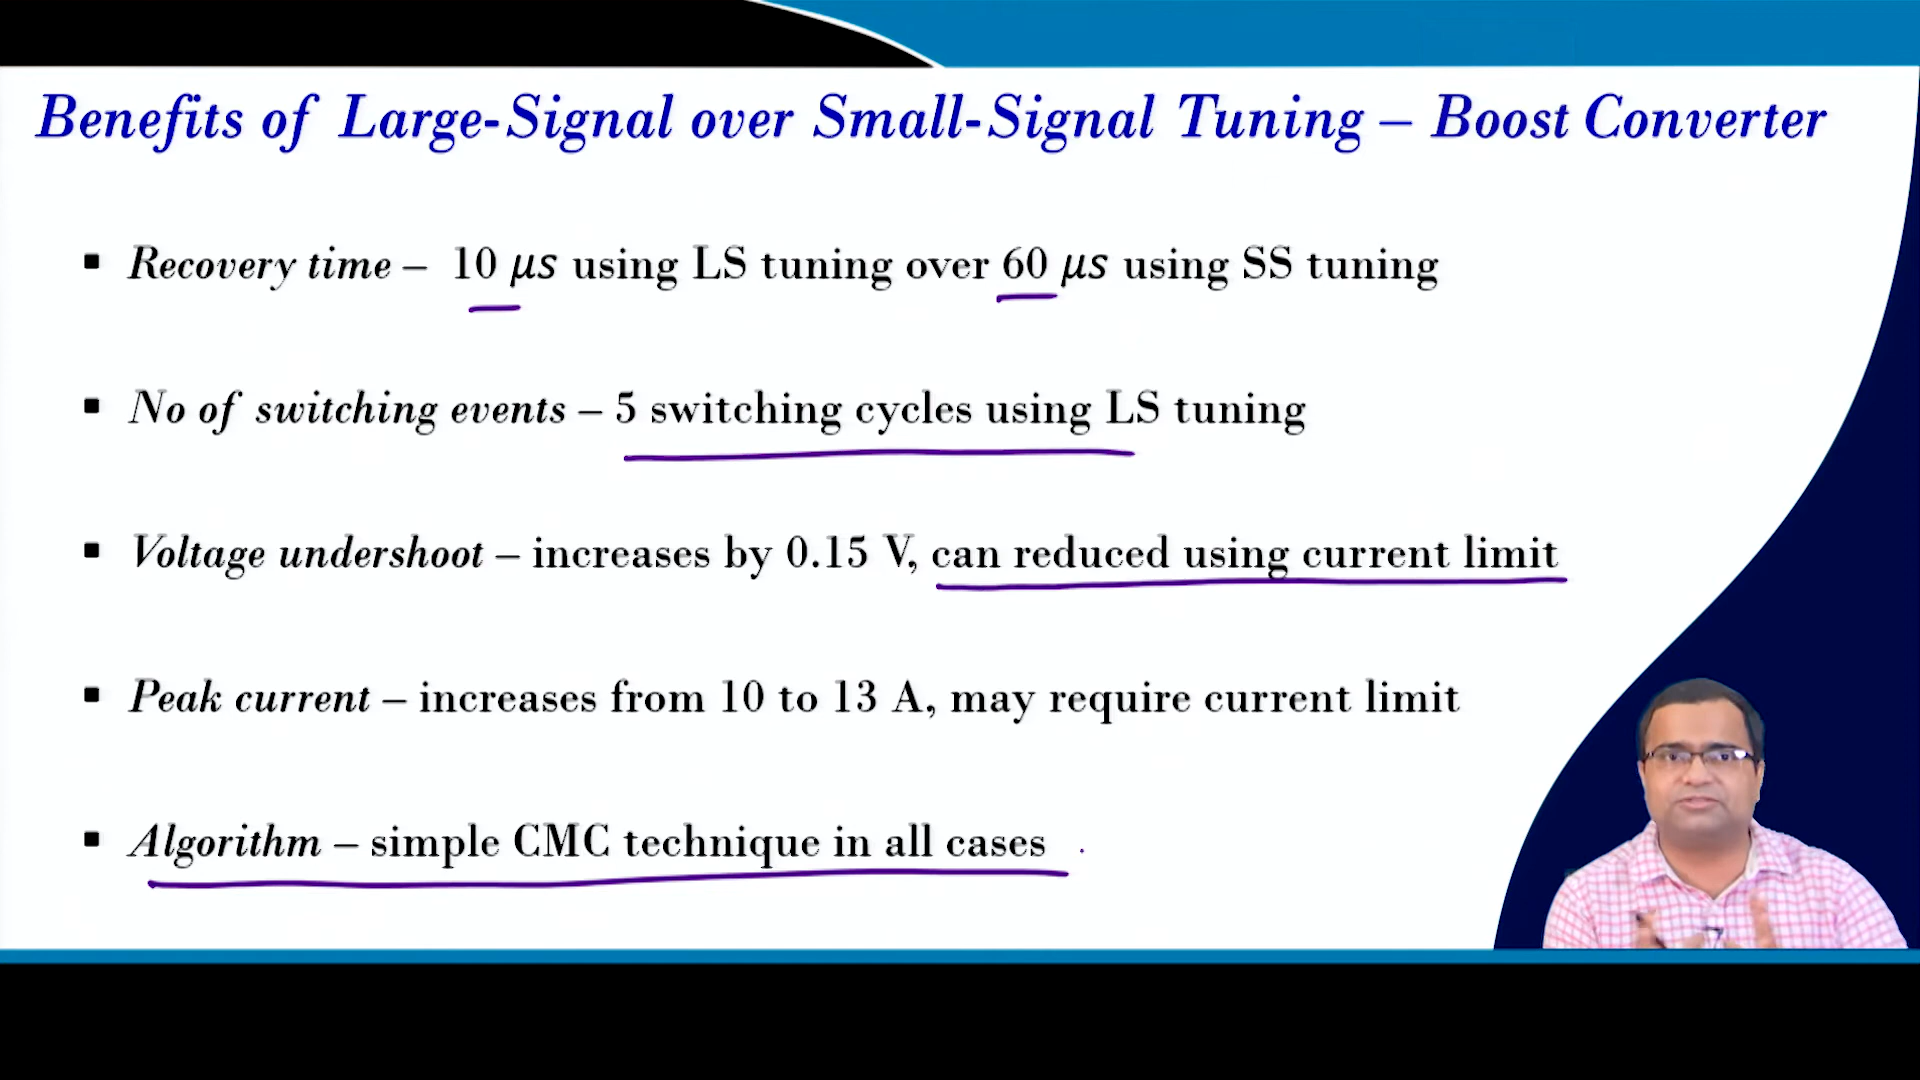 Benefits of Large-Signal over Small-Signal Tuning – Boost Converter
▪ Recovery time – 10 μs using LS tuning over 60 μs using SS tuning
▪ No of switching events – 5 switching cycles using LS tuning
▪ Voltage undershoot – increases by 0.15 V, can reduced using current limit
▪ Peak current – increases from 10 to 13 A, may require current limit
▪ Algorithm – simple CMC technique in all cases